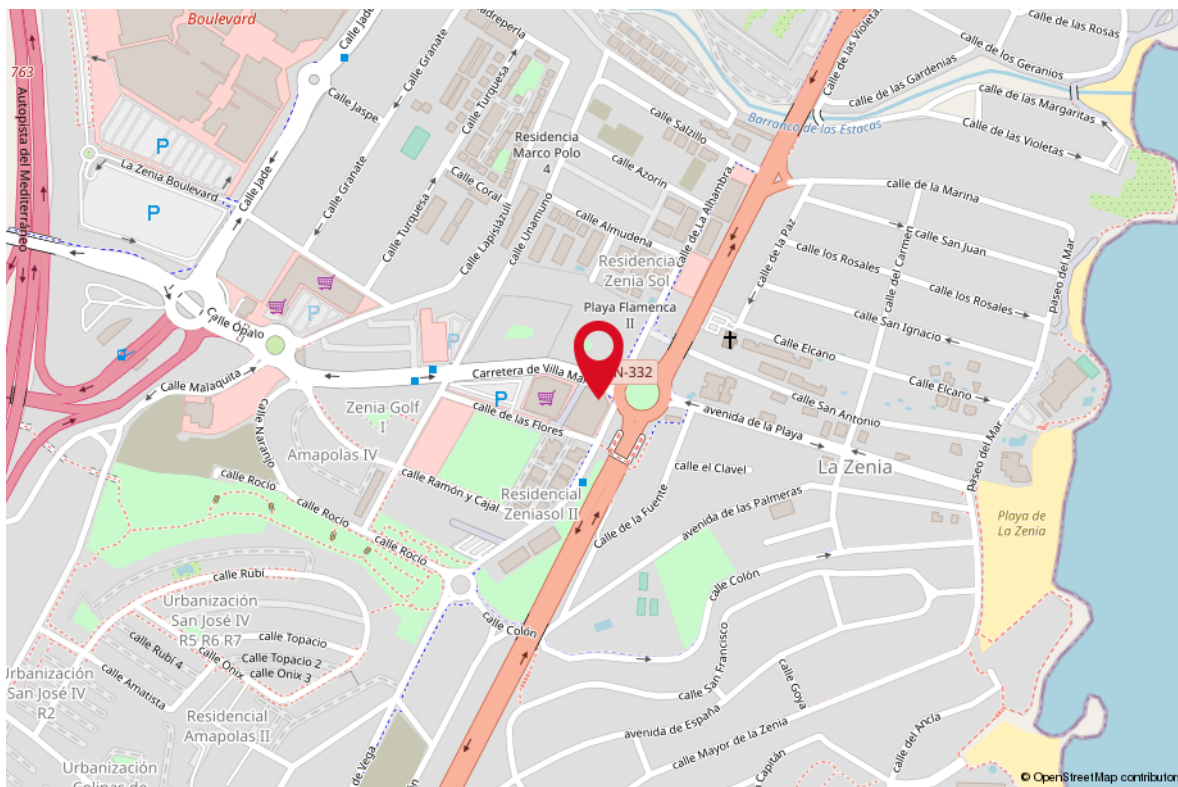 Boulevard
763
Autopista del Mediterráneo
Calle Jade
Calle Granate
Calle Jaspe
Calle Turquesa
Residencia
Marco Polo
4
calle Salzillo
Calle Azorín
calle de las Violetas
calle de las Rosas
calle de los Geranios
calle de las Gardenias
calle de las Margaritas
Barranco de las Estacas
Calle de las Violetas
P
La Zenia Boulevard
P
Calle Jade
Calle Granate
Calle Turquesa
Calle Coral
Calle Lapislázuli
calle Unamuno
calle Almudena
calle de La Alhambra
Residencia
Zenia Sol
Playa Flamenca
II
calle de la Marina
calle San Juan
calle de la Paz
calle los Rosales
calle del Carmen
calle los Rosales
paseo del Mar
calle San Ignacio
Calle Elcano
Calle Elcano
calle San Antonio
avenida de la Playa
Paseo del Mar
Calle Ópalo
P
P
Carretera de Villa Ma
N-332
Calle Malaquita
Calle Naranjo
Zenia Golf
I
P
calle de las Flores
Amapolas IV
calle Ramón y Cajal
Residencial
Zeniasol II
calle el Clavel
La Zenia
Calle de la Fuente
avenida de las Palmeras
Playa de
La Zenia
calle Rocío
calle Rocío
calle Rocío
calle Rubí
Urbanización
San José IV
R5 R6 R7
calle Topacio
Calle Topacio 2
calle Onix 3
calle Onix
calle Rubí 4
calle Amatista
Urbanización
San José IV
R2
Residencial
Amapolas II
Urbanización
calle Colón
calle Colón
calle San Francisco
calle Goya
avenida de España
calle Mayor de la Zenia
Capitán
calle del Ancla
de Vega
© OpenStreetMap contributor